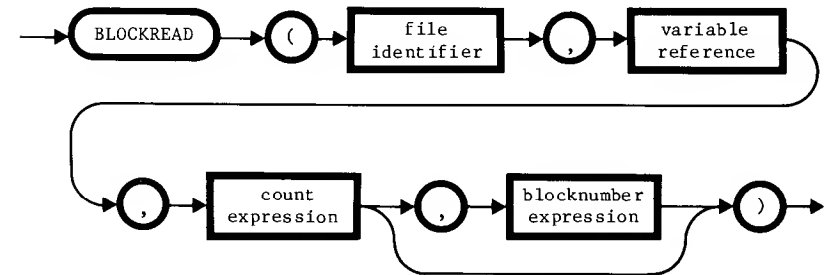 BLOCKREAD ( file identifier , variable reference
, count expression , blocknumber expression )